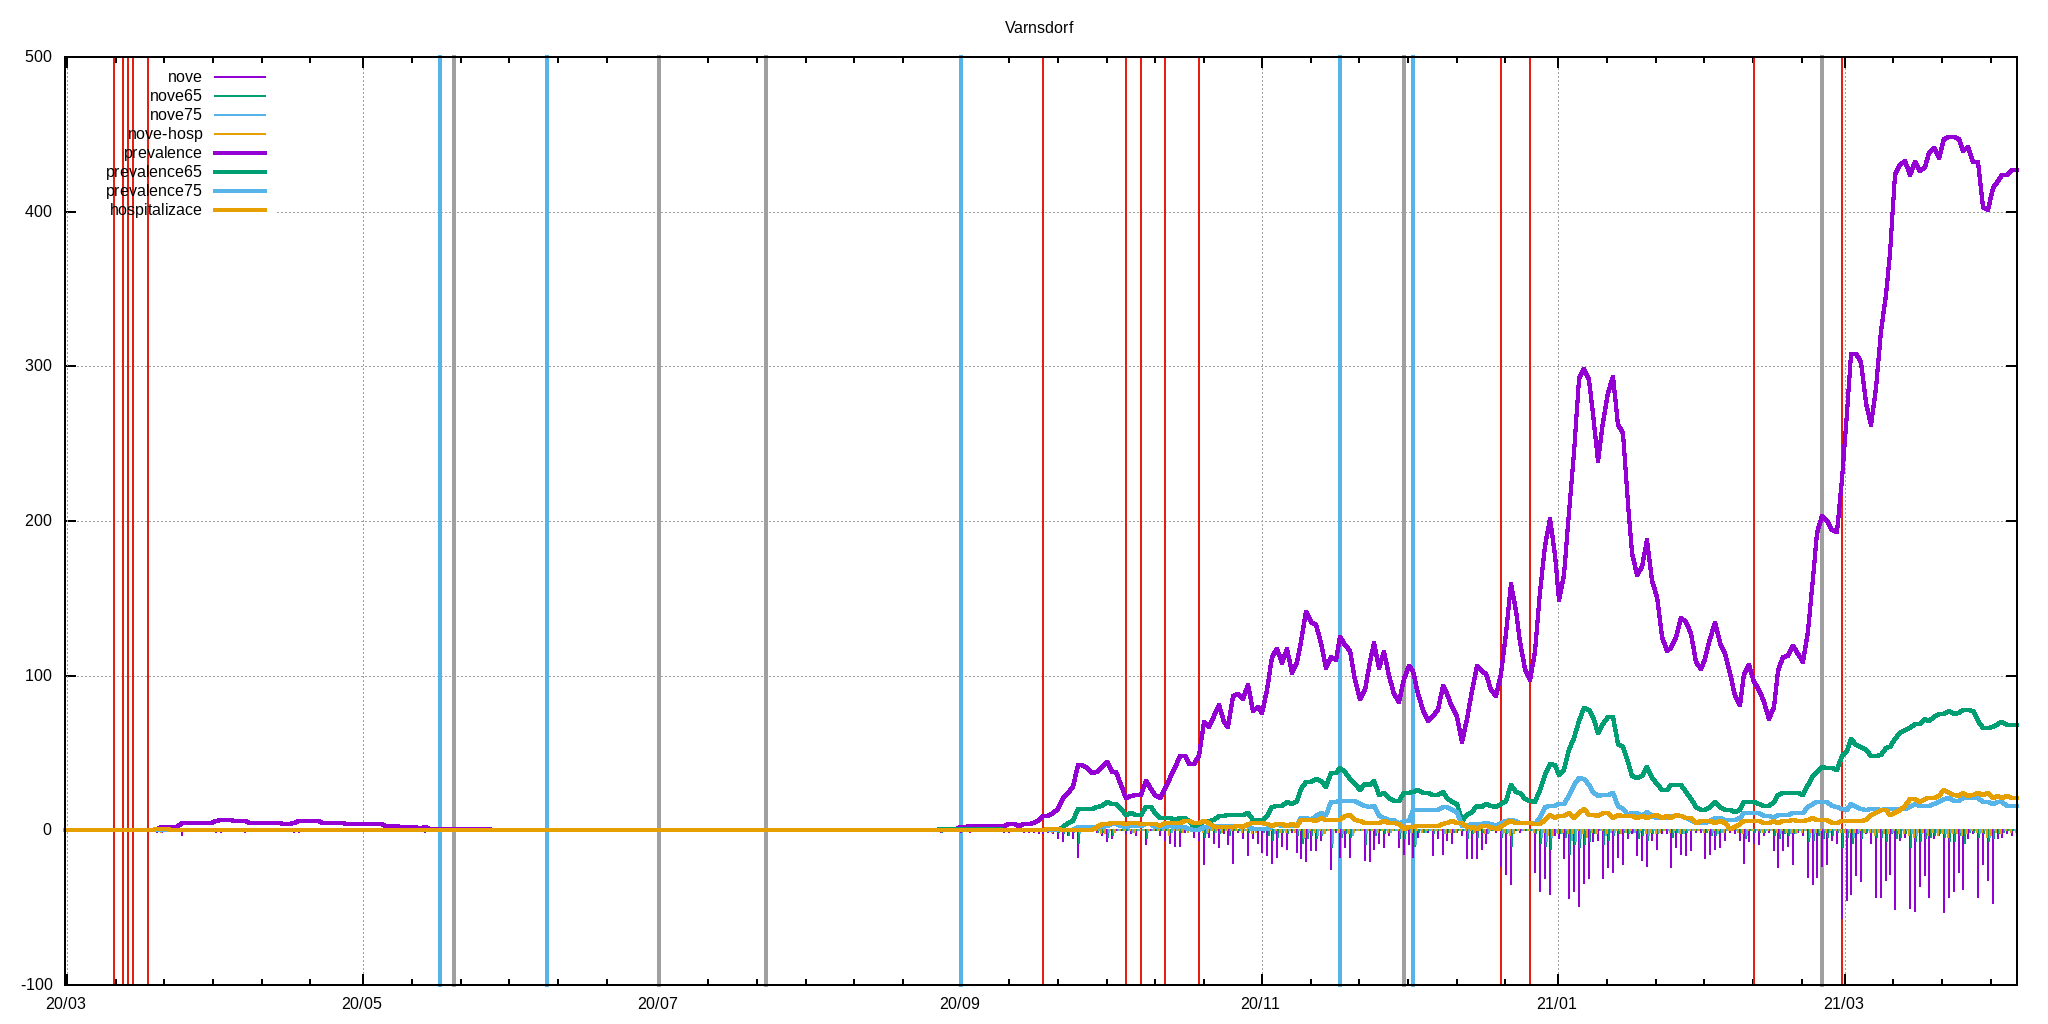 Varnsdorf
500
400
300
200
100
0
-100
nove
nove65
nove75
nove-hosp
prevalence
prevalence65
prevalence75
hospitalizace
20/03 20/05 20/07 20/09 20/11 21/01 21/03